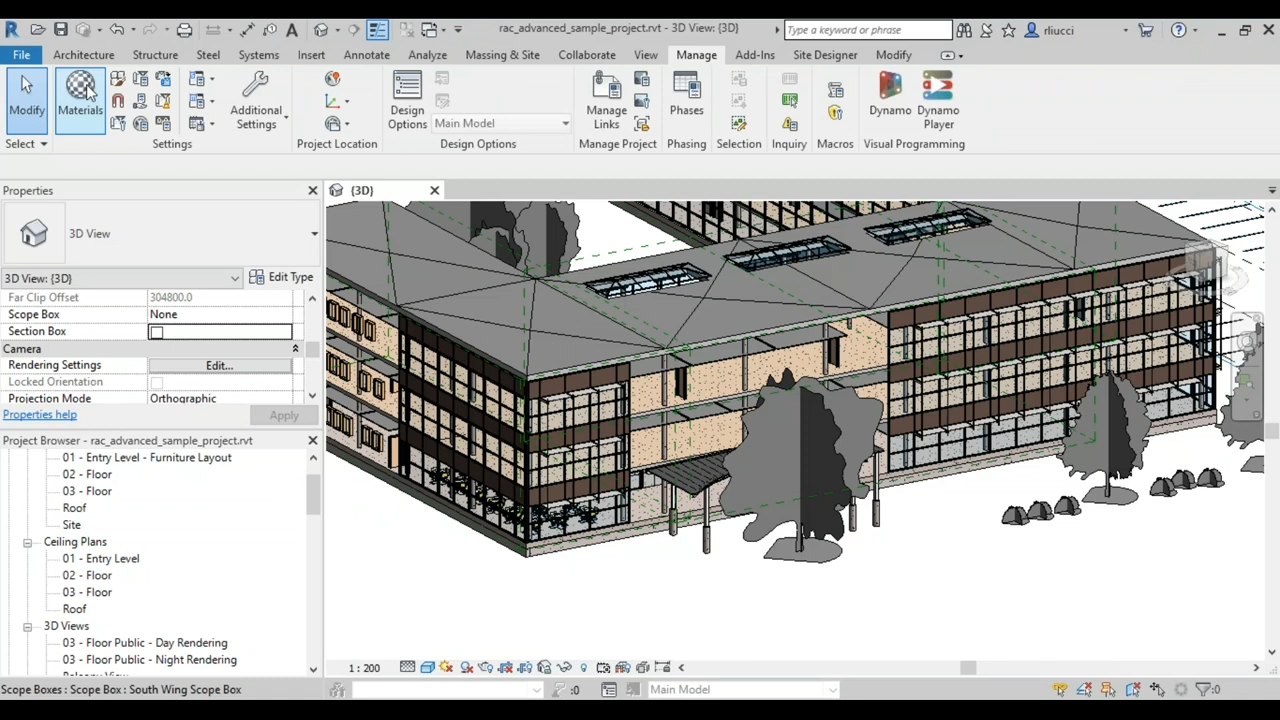 rac_advanced_sample_project.rvt - 3D View: {3D}
Type a keyword or phrase
rliucci
File
Architecture
Structure
Steel
Systems
Insert
Annotate
Analyze
Massing & Site
Collaborate
View
Manage
Add-Ins
Site Designer
Modify
Modify
Materials
Additional
Settings
Design
Options
Main Model
Manage
Links
Phases
Dynamo
Dynamo
Player
Select
Settings
Project Location
Design Options
Manage Project
Phasing
Selection
Inquiry
Macros
Visual Programming
Properties
{3D}
3D View
3D View: {3D}
Edit Type
Far Clip Offset 304800.0
Scope Box None
Section Box
Camera
Rendering Settings Edit...
Locked Orientation
Projection Mode Orthographic
Properties help
Apply
Project Browser - rac_advanced_sample_project.rvt
01 - Entry Level - Furniture Layout
02 - Floor
03 - Floor
Roof
Site
Ceiling Plans
01 - Entry Level
02 - Floor
03 - Floor
Roof
3D Views
03 - Floor Public - Day Rendering
03 - Floor Public - Night Rendering
1 : 200
Scope Boxes : Scope Box : South Wing Scope Box
:0
Main Model
:0